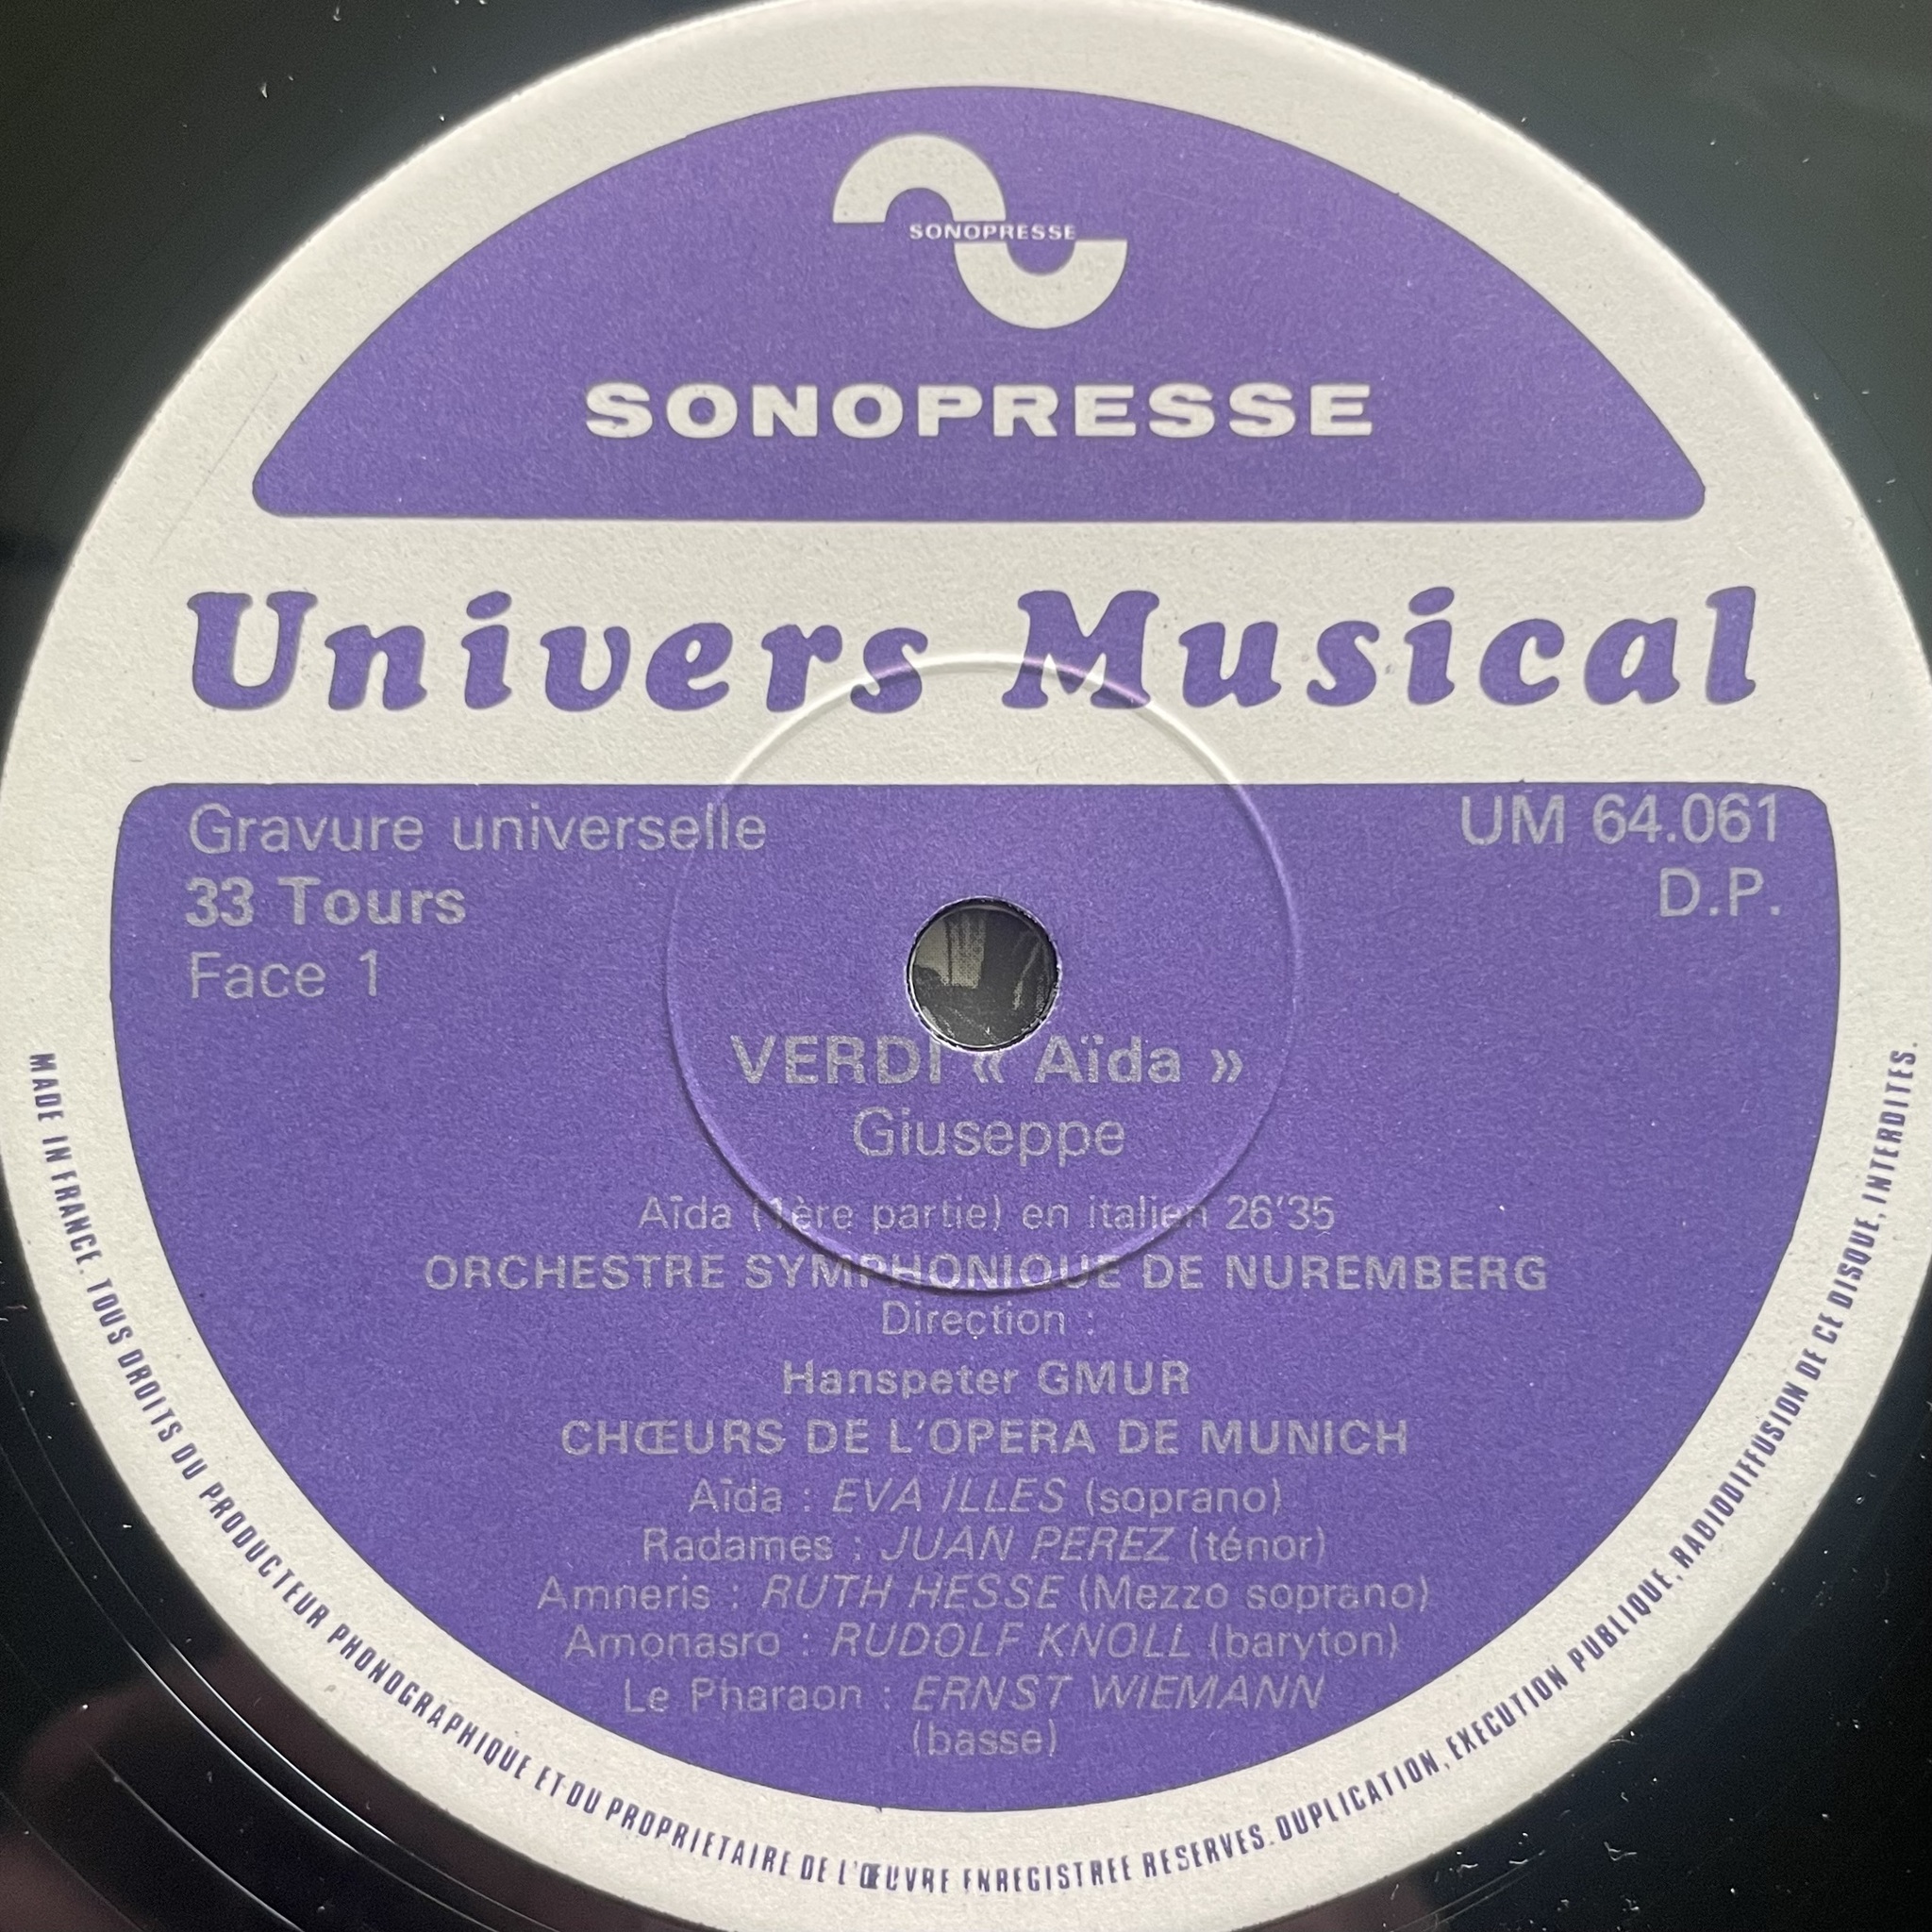 SONOPRESSE
SONOPRESSE
Univers Musical
Gravure universelle
33 Tours
Face 1
UM 64.061
D.P.
VERDI « Aïda »
Giuseppe
Aïda (1ère partie) en italien 26'35
ORCHESTRE SYMPHONIQUE DE NUREMBERG
Direction :
Hanspeter GMUR
CHŒURS DE L'OPERA DE MUNICH
Aïda : EVA ILLES (soprano)
Radames : JUAN PEREZ (ténor)
Amneris : RUTH HESSE (Mezzo soprano)
Amonasro : RUDOLF KNOLL (baryton)
Le Pharaon : ERNST WIEMANN
(basse)
MADE IN FRANCE. TOUS DROITS DU PRODUCTEUR PHONOGRAPHIQUE ET DU PROPRIETAIRE DE L'ŒUVRE ENREGISTREE RESERVES. DUPLICATION, EXECUTION PUBLIQUE, RADIODIFFUSION DE CE DISQUE, INTERDITES.